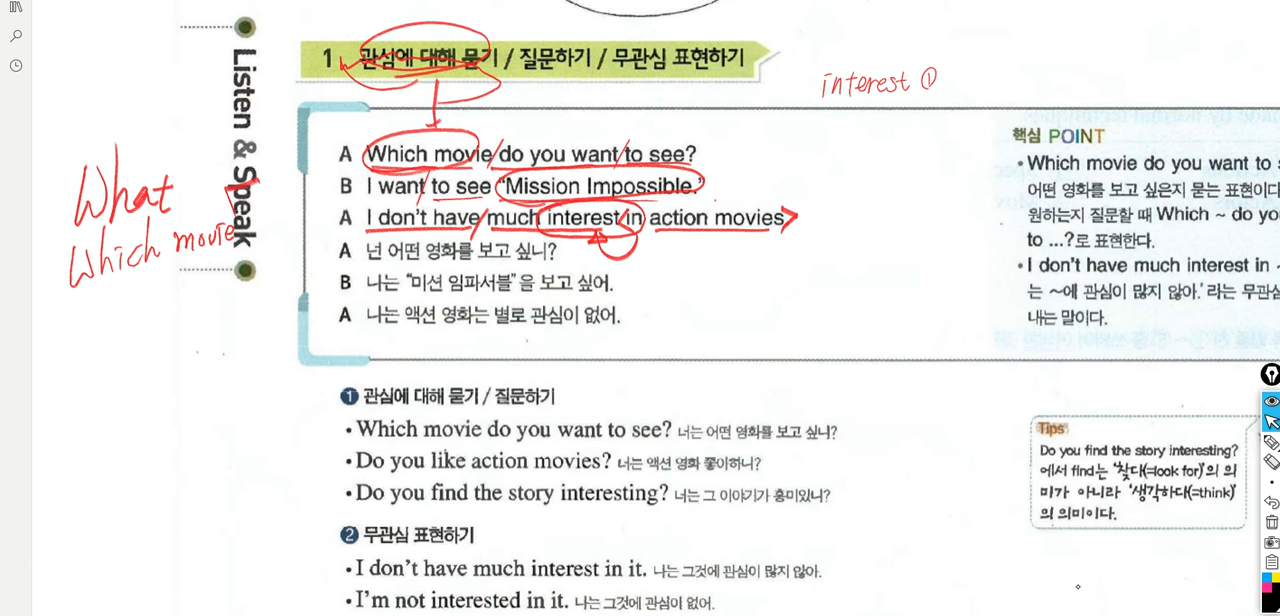 Listen & Speak
1 관심에 대해 묻기 / 질문하기 / 무관심 표현하기
interest ①
What
Which movie
A Which movie do you want to see?
B I want to see "Mission Impossible."
A I don't have much interest in action movies
A 넌 어떤 영화를 보고 싶니?
B 나는 "미션 임파서블"을 보고 싶어.
A 나는 액션 영화는 별로 관심이 없어.
핵심 POINT
• Which movie do you want to
어떤 영화를 보고 싶은지 묻는 표현이다
원하는지 질문할 때 Which ~ do yo
to ...?로 표현한다.
• I don't have much interest in
는 ~에 관심이 많지 않아.'라는 무관심
내는 말이다.
❶ 관심에 대해 묻기 / 질문하기
• Which movie do you want to see? 너는 어떤 영화를 보고 싶니?
• Do you like action movies? 너는 액션 영화 좋아하니?
• Do you find the story interesting? 너는 그 이야기가 흥미있니?
❷ 무관심 표현하기
• I don't have much interest in it. 나는 그것에 관심이 많지 않아.
• I'm not interested in it. 나는 그것에 관심이 없어.
Tips
Do you find the story interesting?
에서 find는 '찾다(=look for)'의 의
미가 아니라 '생각하다(=think)'
의 의미이다.